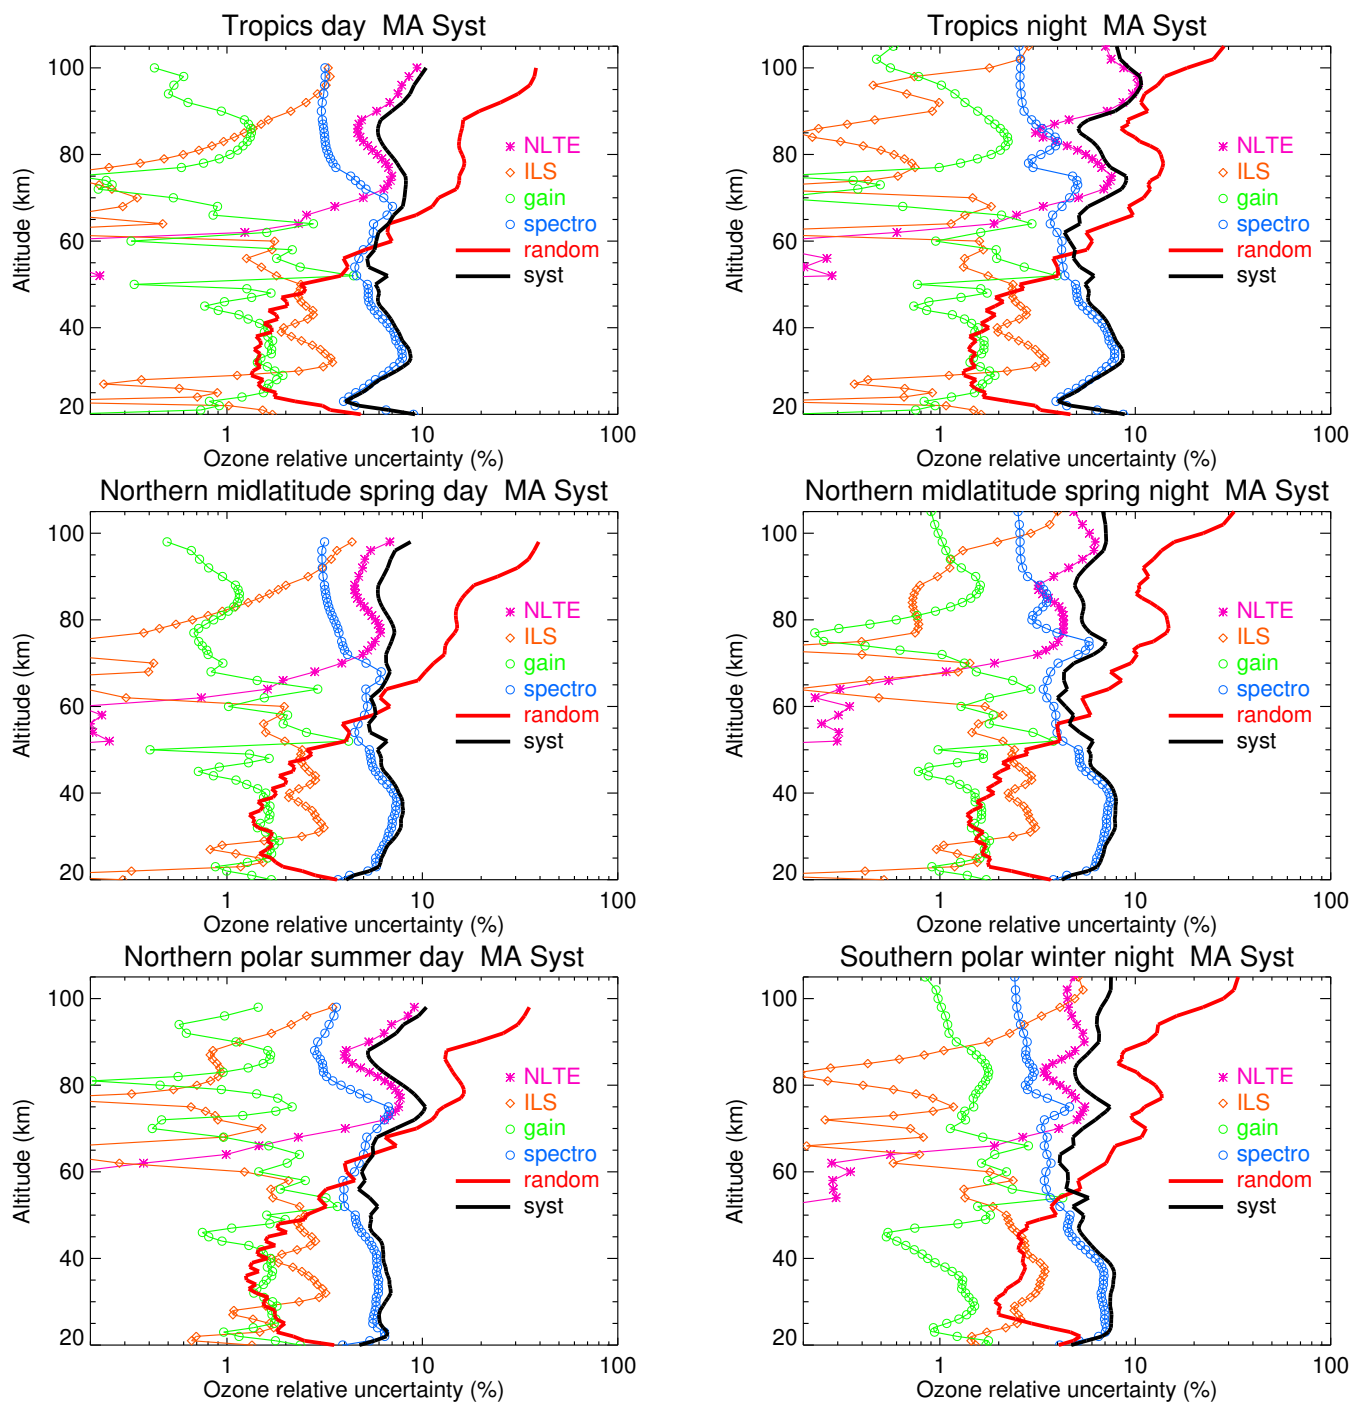 Tropics day  MA Syst
100
80
60
40
20
Altitude (km)
NLTE
ILS
gain
spectro
random
syst
1
10
100
Ozone relative uncertainty (%)
Tropics night  MA Syst
100
80
60
40
20
Altitude (km)
NLTE
ILS
gain
spectro
random
syst
1
10
100
Ozone relative uncertainty (%)
Northern midlatitude spring day  MA Syst
100
80
60
40
20
Altitude (km)
NLTE
ILS
gain
spectro
random
syst
1
10
100
Ozone relative uncertainty (%)
Northern midlatitude spring night  MA Syst
100
80
60
40
20
Altitude (km)
NLTE
ILS
gain
spectro
random
syst
1
10
100
Ozone relative uncertainty (%)
Northern polar summer day  MA Syst
100
80
60
40
20
Altitude (km)
NLTE
ILS
gain
spectro
random
syst
1
10
100
Ozone relative uncertainty (%)
Southern polar winter night  MA Syst
100
80
60
40
20
Altitude (km)
NLTE
ILS
gain
spectro
random
syst
1
10
100
Ozone relative uncertainty (%)